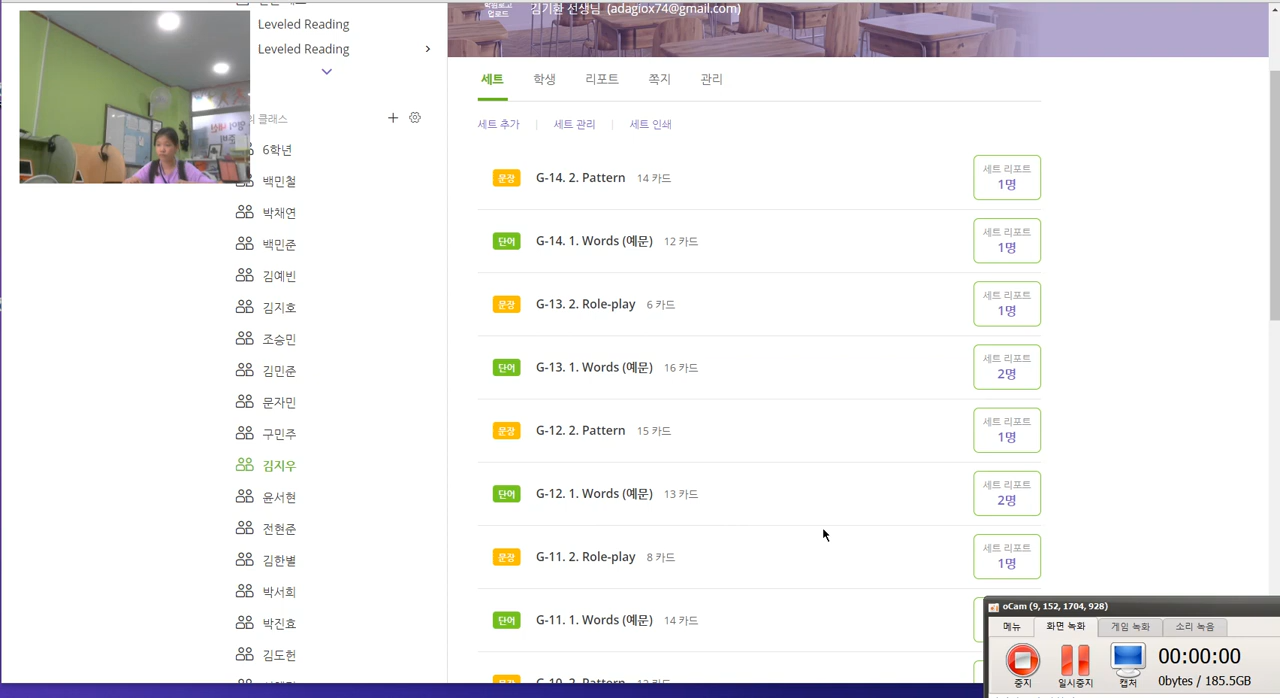 Leveled Reading
Leveled Reading
클래스
6학년
백민철
박채연
백민준
김예빈
김지호
조승민
김민준
문자민
구민주
김지우
윤서현
전현준
김한별
박서희
박진효
김도헌
업로드
김기환 선생님 (adagiox74@gmail.com)
세트 학생 리포트 쪽지 관리
세트 추가 | 세트 관리 | 세트 인쇄
문장 G-14. 2. Pattern 14 카드 세트 리포트 1명
단어 G-14. 1. Words (예문) 12 카드 세트 리포트 1명
문장 G-13. 2. Role-play 6 카드 세트 리포트 1명
단어 G-13. 1. Words (예문) 16 카드 세트 리포트 2명
문장 G-12. 2. Pattern 15 카드 세트 리포트 1명
단어 G-12. 1. Words (예문) 13 카드 세트 리포트 2명
문장 G-11. 2. Role-play 8 카드 세트 리포트 1명
단어 G-11. 1. Words (예문) 14 카드
oCam (9, 152, 1704, 928)
메뉴 화면 녹화 게임 녹화 소리 녹음
중지 일시중지 캡처
00:00:00
0bytes / 185.5GB